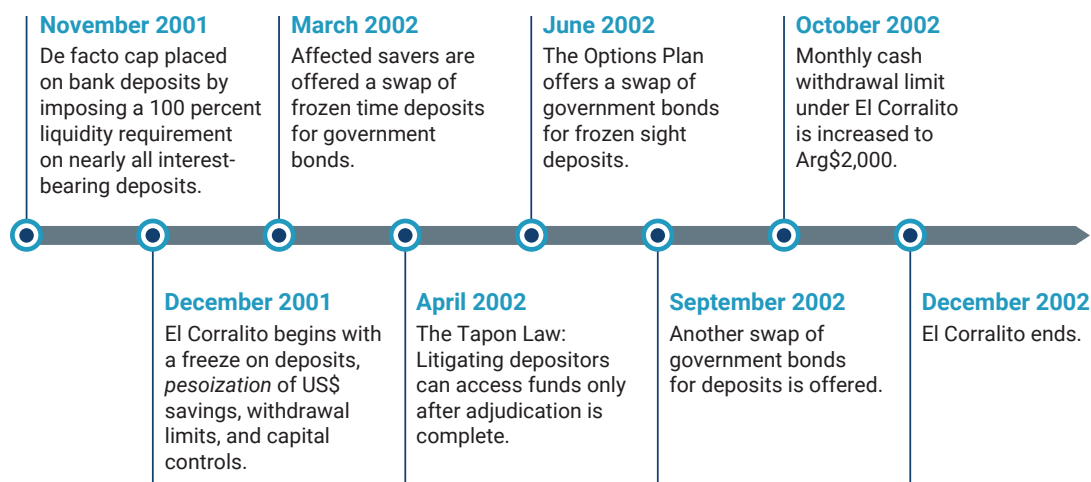 November 2001
De facto cap placed
on bank deposits by
imposing a 100 percent
liquidity requirement
on nearly all interest-
bearing deposits.
March 2002
Affected savers are
offered a swap of
frozen time deposits
for government
bonds.
June 2002
The Options Plan
offers a swap of
government bonds
for frozen sight
deposits.
October 2002
Monthly cash
withdrawal limit
under El Corralito
is increased to
Arg$2,000.
December 2001
El Corralito begins with
a freeze on deposits,
pesoization of US$
savings, withdrawal
limits, and capital
controls.
April 2002
The Tapon Law:
Litigating depositors
can access funds only
after adjudication is
complete.
September 2002
Another swap of
government bonds
for deposits is offered.
December 2002
El Corralito ends.